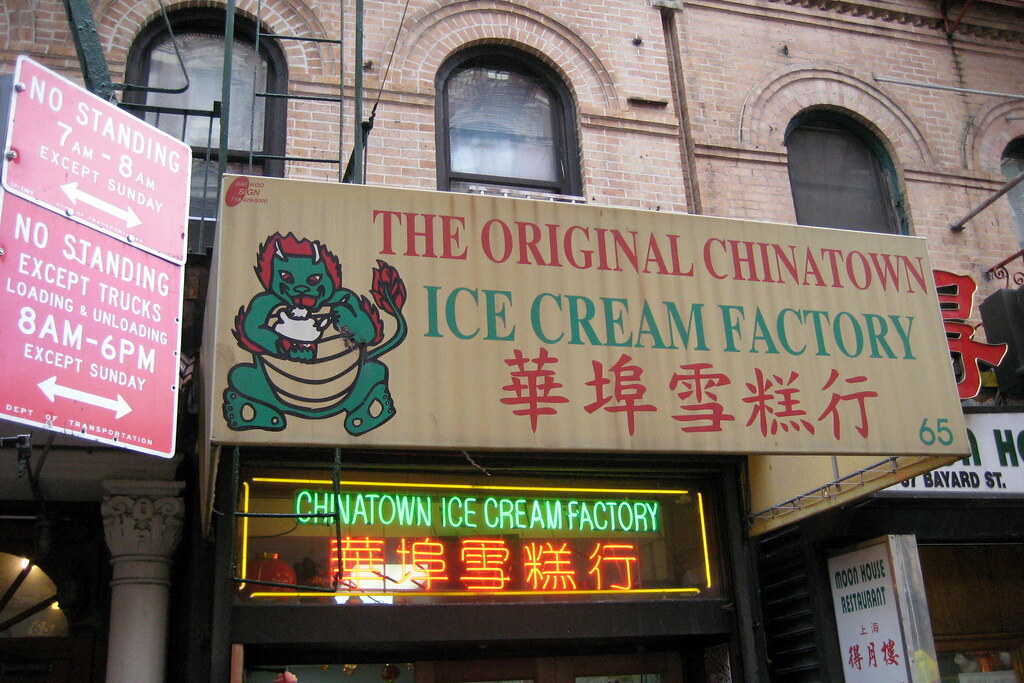 NO STANDING
7AM-8AM
EXCEPT SUNDAY
NO STANDING
EXCEPT TRUCKS
LOADING & UNLOADING
8AM-6PM
EXCEPT SUNDAY
DEPT OF TRANSPORTATION
SIGN
THE ORIGINAL CHINATOWN
ICE CREAM FACTORY
華埠雪糕行
65
CHINATOWN ICE CREAM FACTORY
華埠雪糕行
BAYARD ST.
MOON HOUSE
RESTAURANT
上海
得月樓